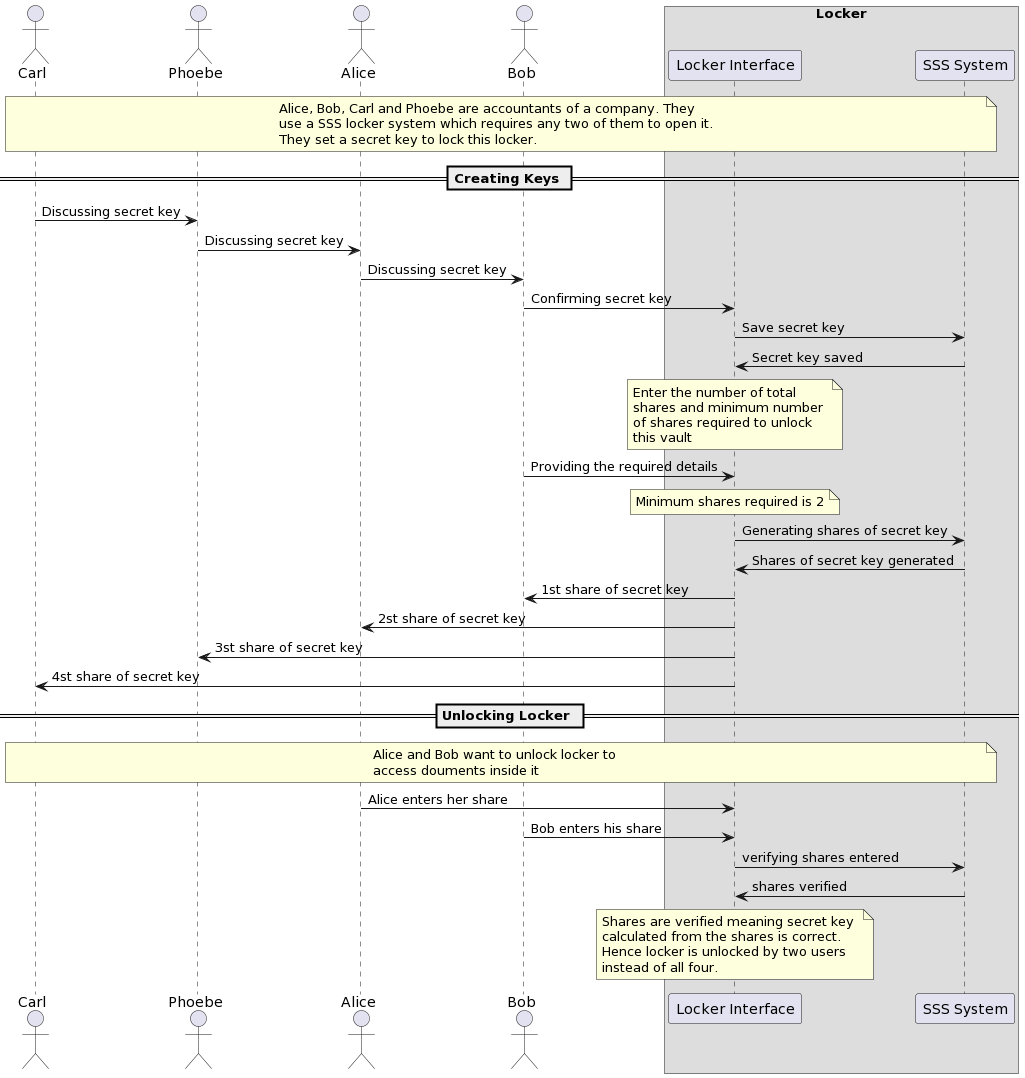 Locker
Carl
Phoebe
Alice
Bob
Locker Interface
SSS System
Alice, Bob, Carl and Phoebe are accountants of a company. They
use a SSS locker system which requires any two of them to open it.
They set a secret key to lock this locker.
Creating Keys
Discussing secret key
Discussing secret key
Discussing secret key
Confirming secret key
Save secret key
Secret key saved
Enter the number of total
shares and minimum number
of shares required to unlock
this vault
Providing the required details
Minimum shares required is 2
Generating shares of secret key
Shares of secret key generated
1st share of secret key
2st share of secret key
3st share of secret key
4st share of secret key
Unlocking Locker
Alice and Bob want to unlock locker to
access douments inside it
Alice enters her share
Bob enters his share
verifying shares entered
shares verified
Shares are verified meaning secret key
calculated from the shares is correct.
Hence locker is unlocked by two users
instead of all four.
Carl
Phoebe
Alice
Bob
Locker Interface
SSS System